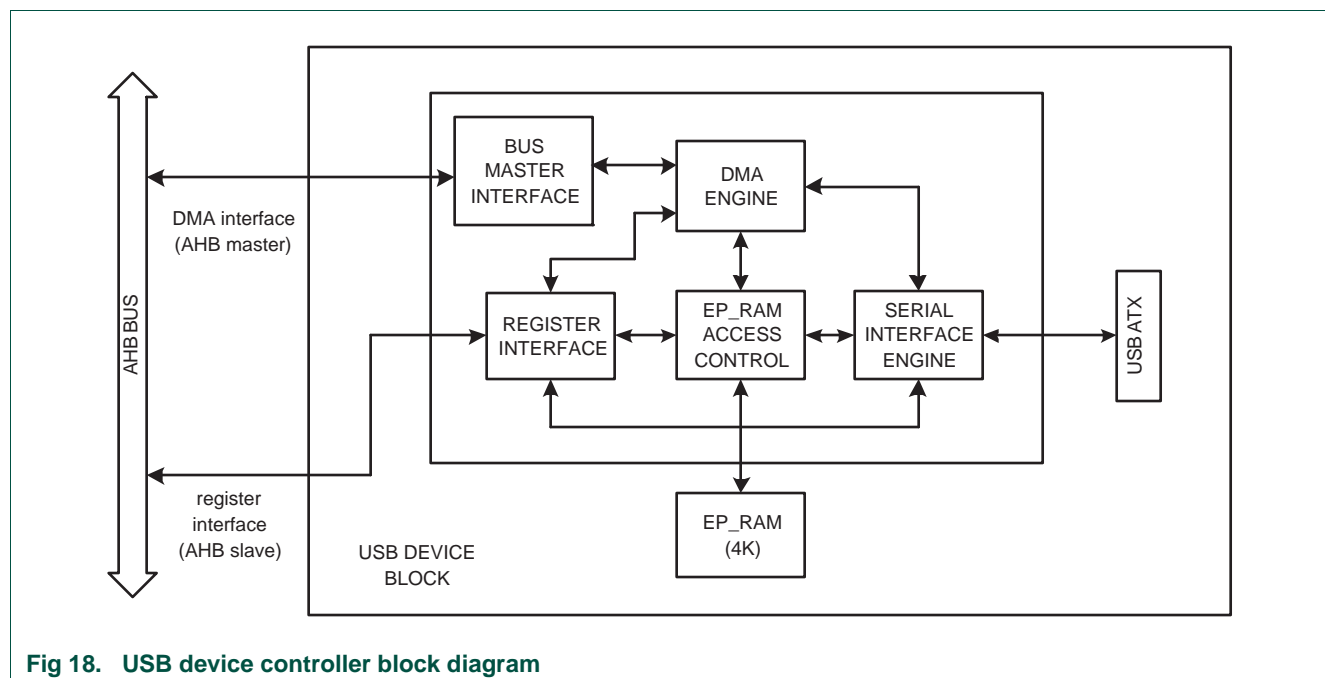 BUS
MASTER
INTERFACE
DMA
ENGINE
DMA interface
(AHB master)
AHB BUS
REGISTER
INTERFACE
EP_RAM
ACCESS
CONTROL
SERIAL
INTERFACE
ENGINE
USB ATX
register
interface
(AHB slave)
USB DEVICE
BLOCK
EP_RAM
(4K)
Fig 18. USB device controller block diagram